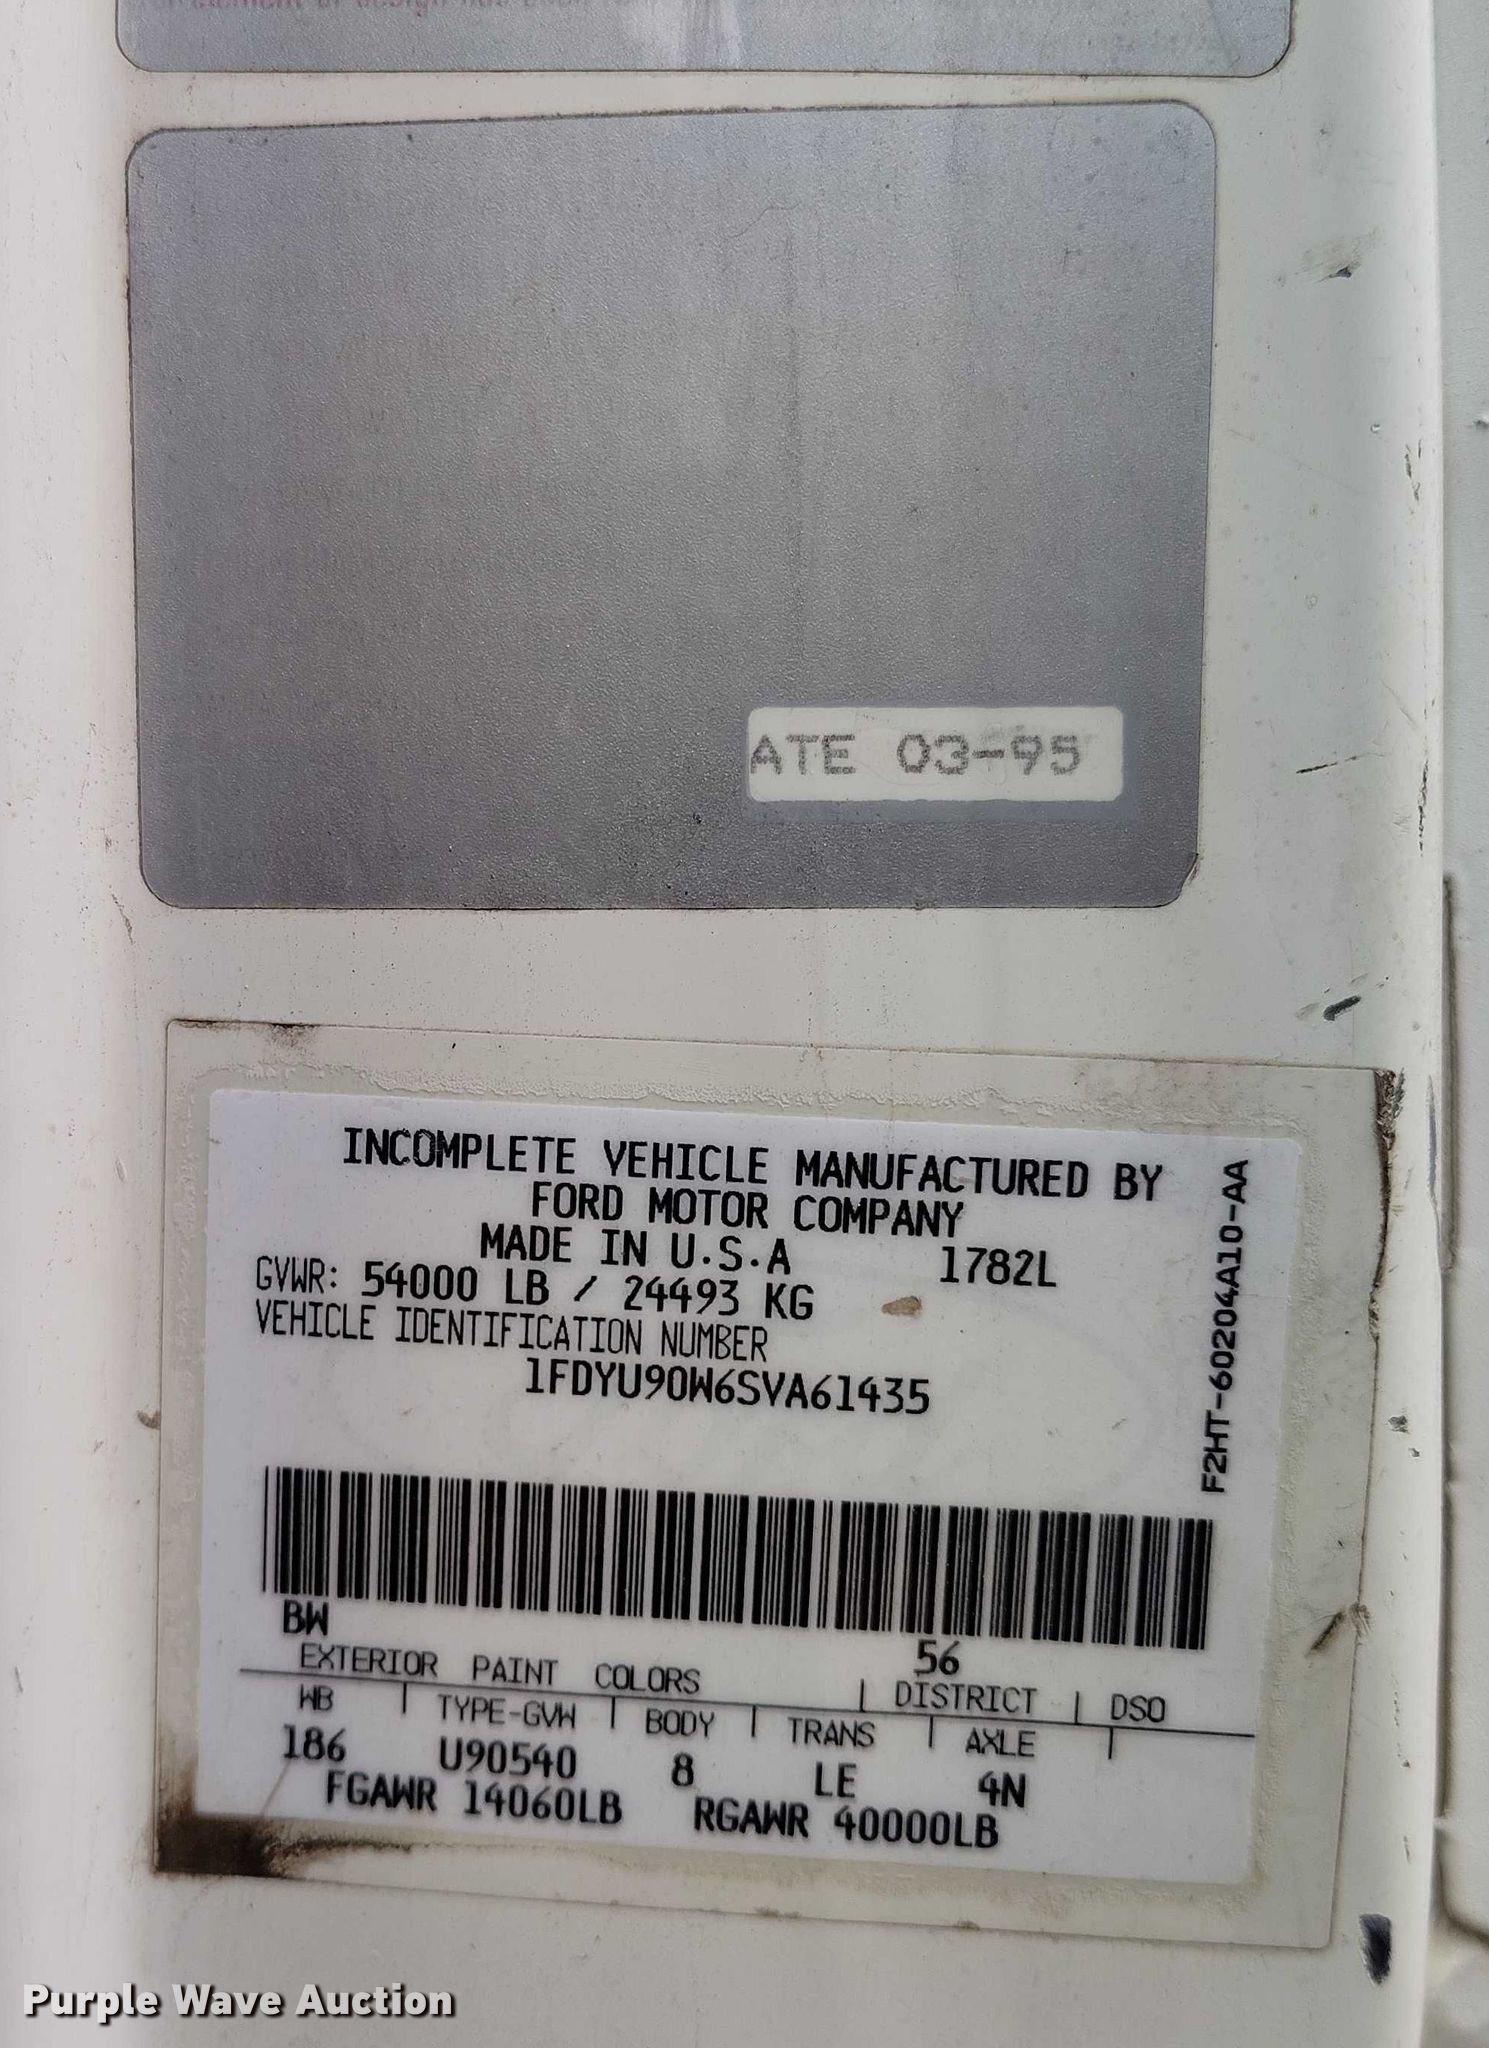 ATE 03-95
INCOMPLETE VEHICLE MANUFACTURED BY
FORD MOTOR COMPANY
MADE IN U.S.A 1782L
GVWR: 54000 LB / 24493 KG
VEHICLE IDENTIFICATION NUMBER
1FDYU90W6SVA61435
F2HT-60204A10-AA
BW 56
EXTERIOR PAINT COLORS | DISTRICT | DSO
WB | TYPE-GVW | BODY | TRANS | AXLE |
186 U90540 8 LE 4N
FGAWR 14060LB RGAWR 40000LB
Purple Wave Auction